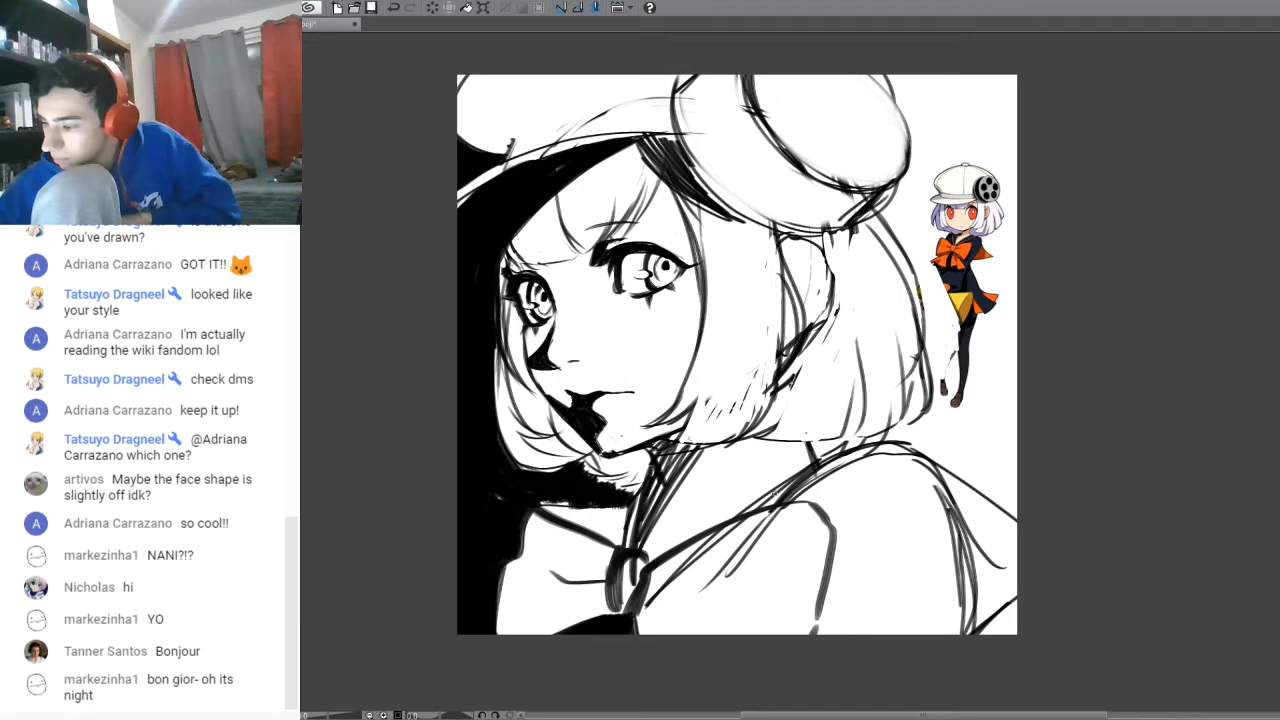 you've drawn?
A Adriana Carrazano GOT IT!!
Tatsuyo Dragneel looked like
your style
A Adriana Carrazano I'm actually
reading the wiki fandom lol
Tatsuyo Dragneel check dms
A Adriana Carrazano keep it up!
Tatsuyo Dragneel @Adriana
Carrazano which one?
artivos Maybe the face shape is
slightly off idk?
A Adriana Carrazano so cool!!
markezinha1 NANI?!?
Nicholas hi
markezinha1 YO
Tanner Santos Bonjour
markezinha1 bon gior- oh its
night